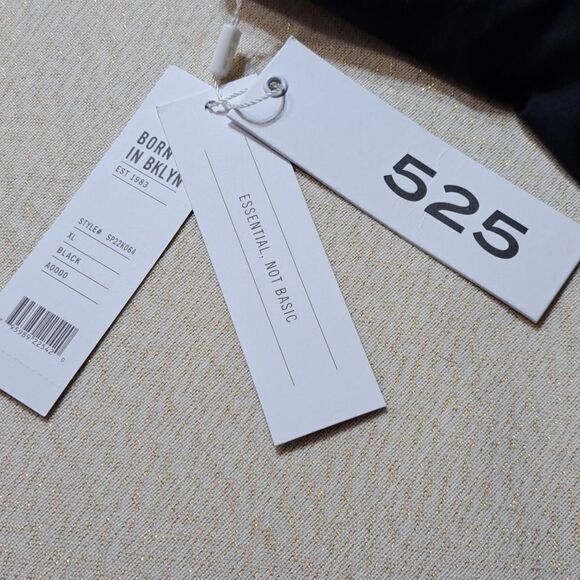 BORN
IN BKLYN
EST 1983
STYLE# SP22K064
XL
BLACK
A0000
ESSENTIAL, NOT BASIC
525